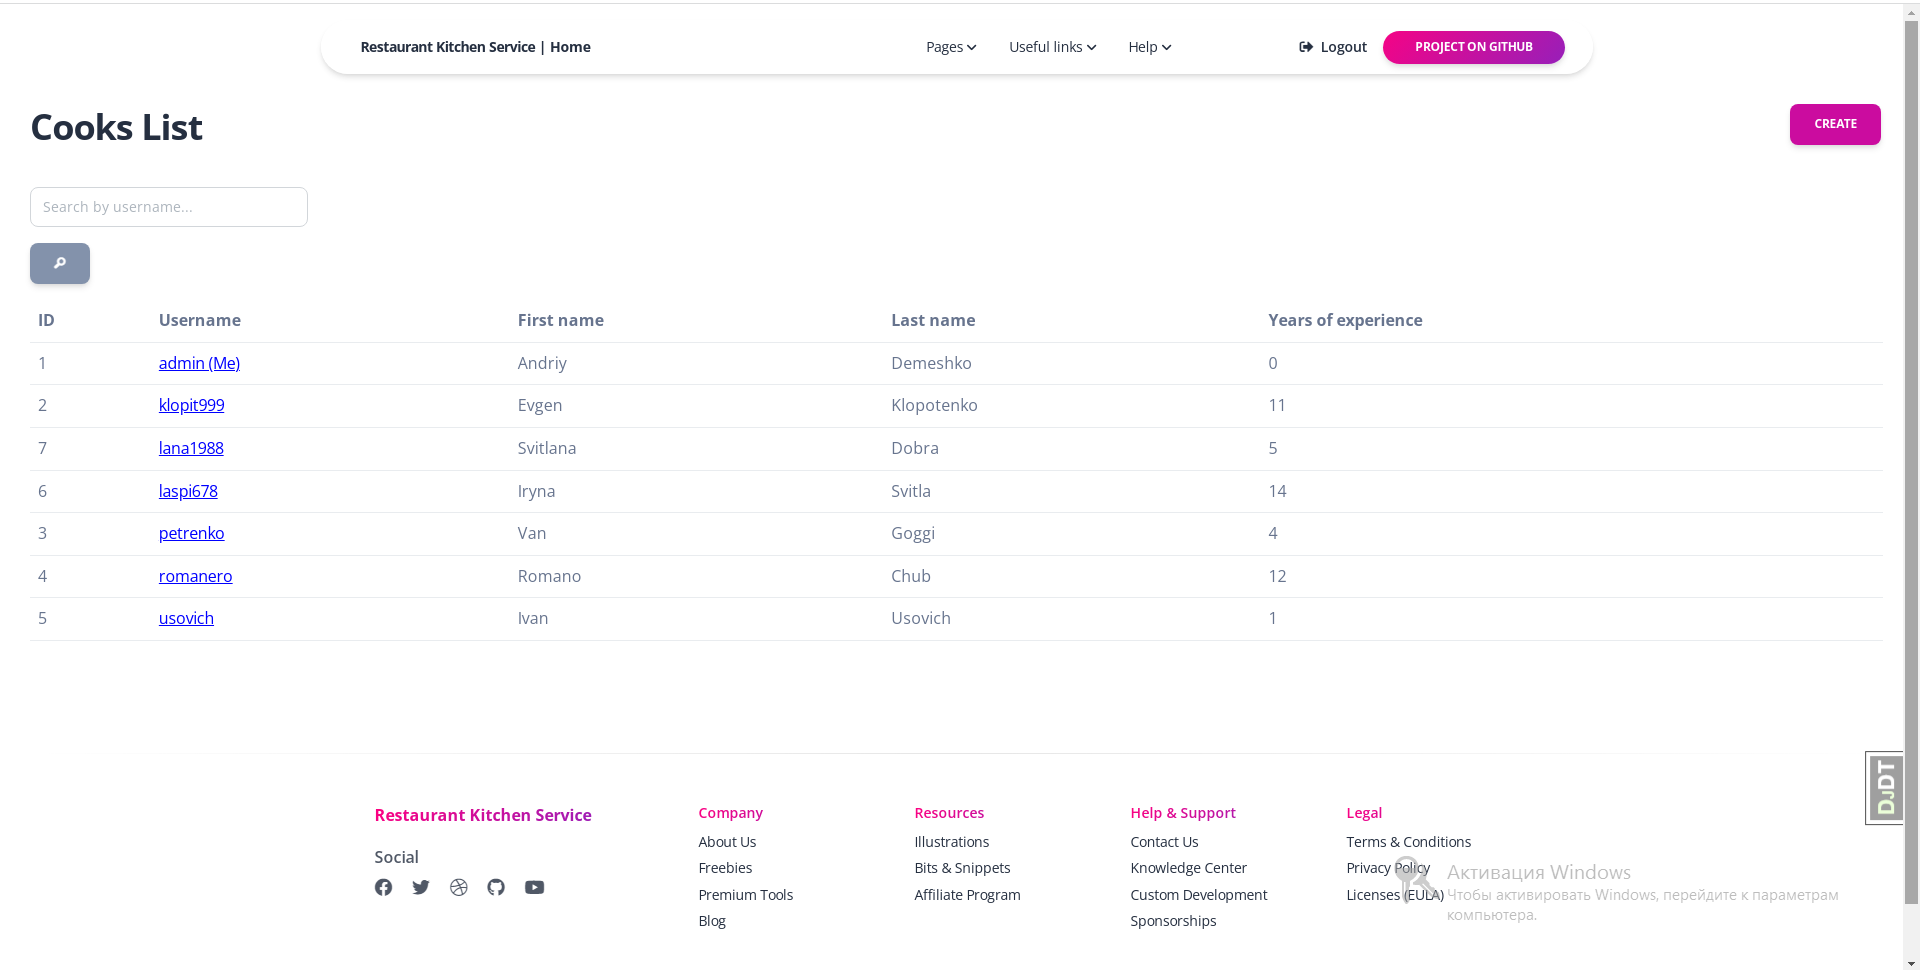 Restaurant Kitchen Service | Home
Pages
Useful links
Help
Logout
PROJECT ON GITHUB
Cooks List
CREATE
Search by username...
ID Username First name Last name Years of experience
1 admin (Me) Andriy Demeshko 0
2 klopit999 Evgen Klopotenko 11
7 lana1988 Svitlana Dobra 5
6 laspi678 Iryna Svitla 14
3 petrenko Van Goggi 4
4 romanero Romano Chub 12
5 usovich Ivan Usovich 1
DJDT
Restaurant Kitchen Service
Social
Company
About Us
Freebies
Premium Tools
Blog
Resources
Illustrations
Bits & Snippets
Affiliate Program
Help & Support
Contact Us
Knowledge Center
Custom Development
Sponsorships
Legal
Terms & Conditions
Privacy Policy
Licenses (EULA)
Активация Windows
Чтобы активировать Windows, перейдите к параметрам
компьютера.